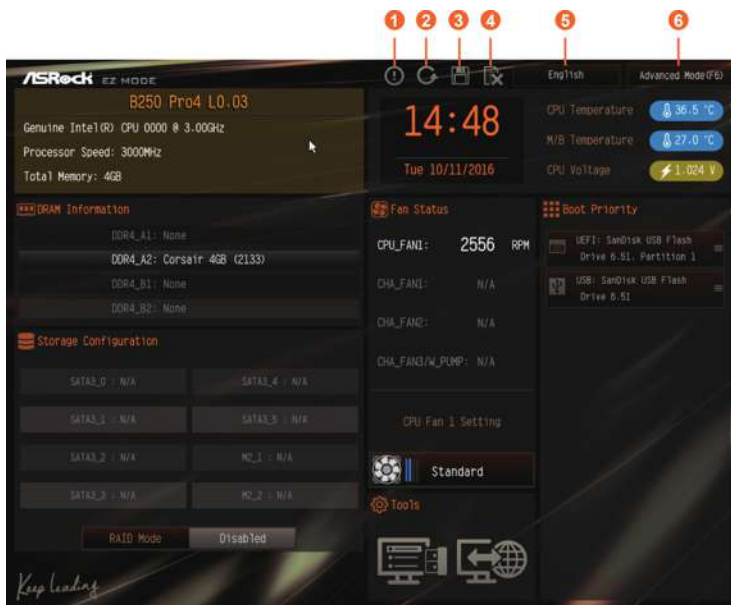 1 2 3 4 5 6
ASRock EZ MODE
English
Advanced Mode(F6)
B250 Pro4 L0.03
Genuine Intel(R) CPU 0000 @ 3.00GHz
Processor Speed: 3000MHz
Total Memory: 4GB
14:48
Tue 10/11/2016
CPU Temperature 36.5 °C
M/B Temperature 27.0 °C
CPU Voltage 1.024 V
DRAM Information
DDR4_A1: None
DDR4_A2: Corsair 4GB (2133)
DDR4_B1: None
DDR4_B2: None
Storage Configuration
SATA3_0 : N/A SATA3_4 : N/A
SATA3_1 : N/A SATA3_5 : N/A
SATA3_2 : N/A M2_1 : N/A
SATA3_3 : N/A M2_2 : N/A
RAID Mode Disabled
Keep Leading
Fan Status
CPU_FAN1: 2556 RPM
CHA_FAN1: N/A
CHA_FAN2: N/A
CHA_FAN3/W_PUMP: N/A
CPU Fan 1 Setting
Standard
Tools
Boot Priority
UEFI: SanDisk USB Flash
Drive 6.51, Partition 1
USB: SanDisk USB Flash
Drive 6.51